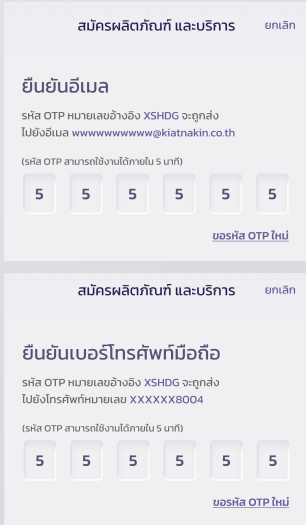 สมัครผลิตภัณฑ์ และบริการ ยกเลิก
ยืนยันอีเมล
รหัส OTP หมายเลขอ้างอิง XSHDG จะถูกส่ง
ไปยังอีเมล wwwwwwwww@kiatnakin.co.th
(รหัส OTP สามารถใช้งานได้ภายใน 5 นาที)
5 5 5 5 5 5
ขอรหัส OTP ใหม่
สมัครผลิตภัณฑ์ และบริการ ยกเลิก
ยืนยันเบอร์โทรศัพท์มือถือ
รหัส OTP หมายเลขอ้างอิง XSHDG จะถูกส่ง
ไปยังโทรศัพท์หมายเลข XXXXXX8004
(รหัส OTP สามารถใช้งานได้ภายใน 5 นาที)
5 5 5 5 5 5
ขอรหัส OTP ใหม่